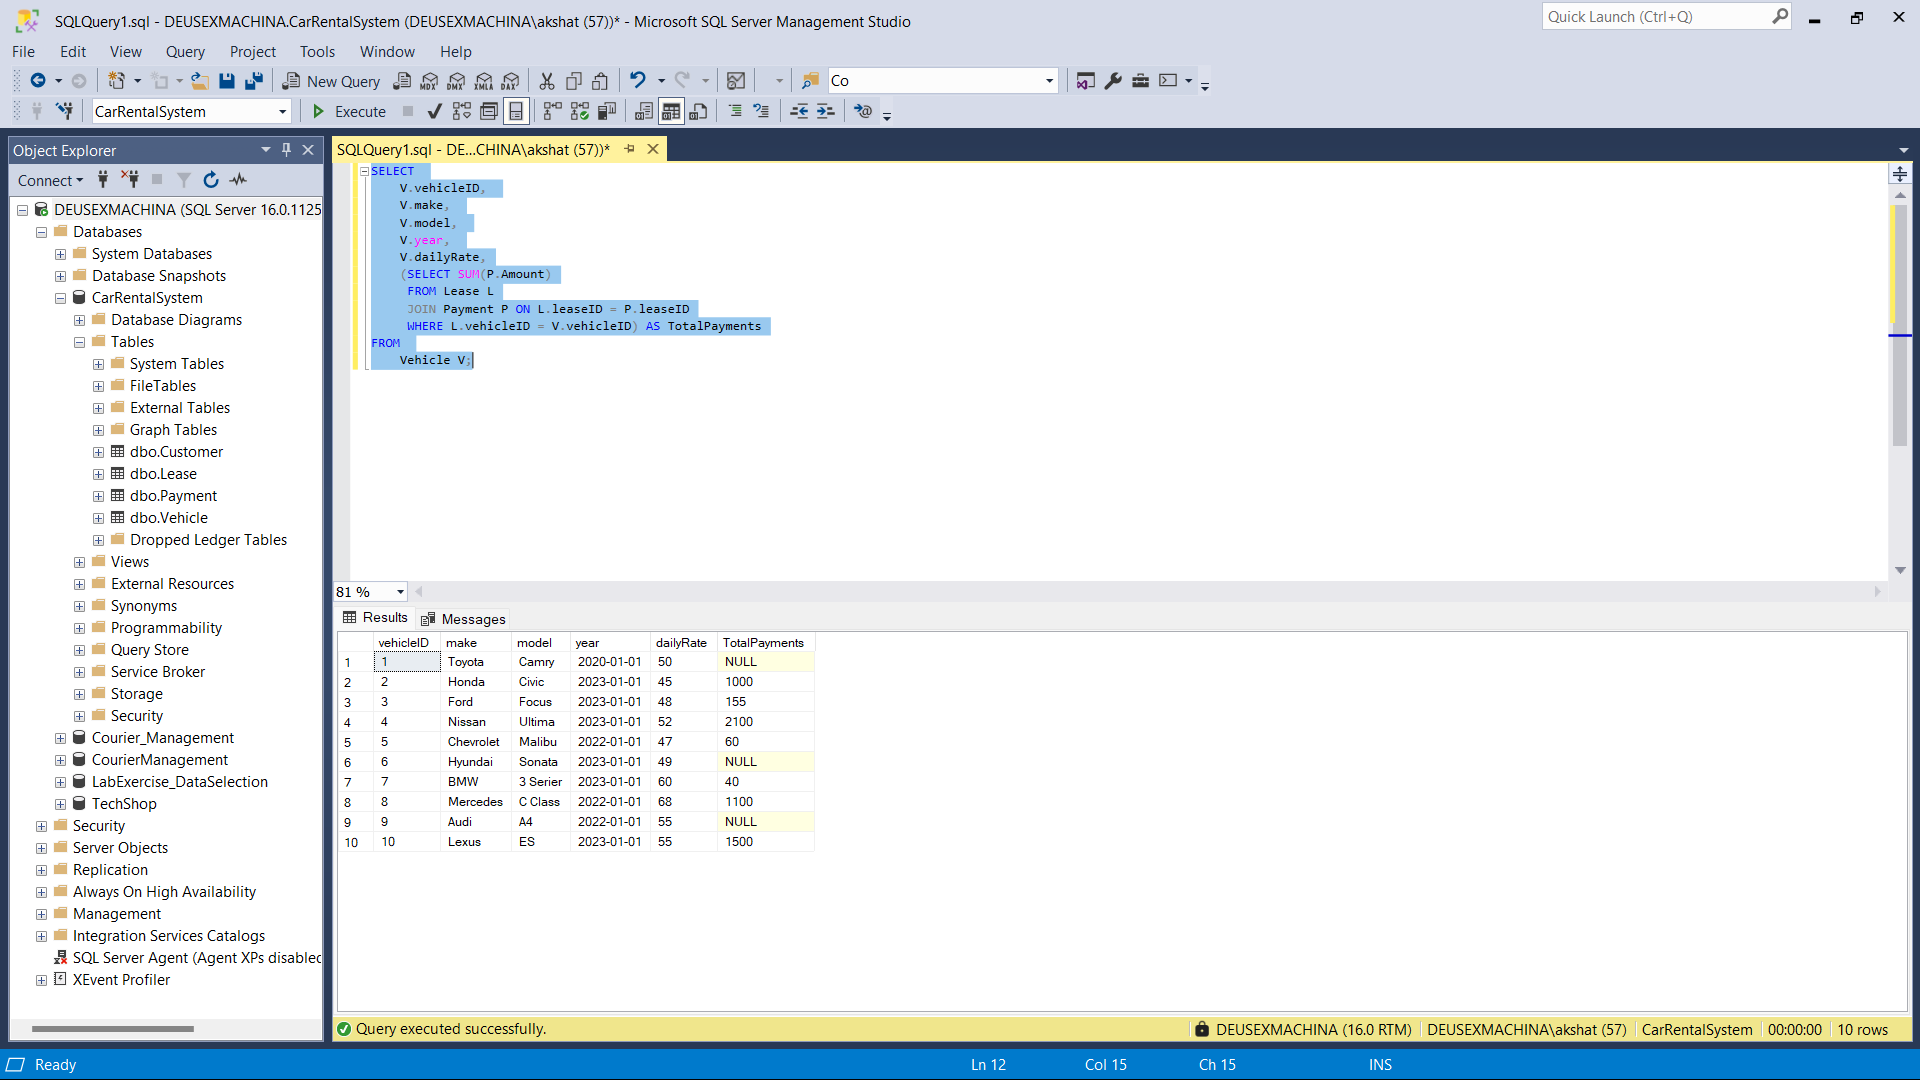 SQLQuery1.sql - DEUSEXMACHINA.CarRentalSystem (DEUSEXMACHINA\akshat (57))* - Microsoft SQL Server Management Studio
Quick Launch (Ctrl+Q)
File Edit View Query Project Tools Window Help
New Query MDX DMX XMLA DAX Co
CarRentalSystem Execute
Object Explorer
Connect
DEUSEXMACHINA (SQL Server 16.0.1125
Databases
System Databases
Database Snapshots
CarRentalSystem
Database Diagrams
Tables
System Tables
FileTables
External Tables
Graph Tables
dbo.Customer
dbo.Lease
dbo.Payment
dbo.Vehicle
Dropped Ledger Tables
Views
External Resources
Synonyms
Programmability
Query Store
Service Broker
Storage
Security
Courier_Management
CourierManagement
LabExercise_DataSelection
TechShop
Security
Server Objects
Replication
Always On High Availability
Management
Integration Services Catalogs
SQL Server Agent (Agent XPs disabled
XEvent Profiler
SQLQuery1.sql - DE...CHINA\akshat (57))*
SELECT
V.vehicleID,
V.make,
V.model,
V.year,
V.dailyRate,
(SELECT SUM(P.Amount)
FROM Lease L
JOIN Payment P ON L.leaseID = P.leaseID
WHERE L.vehicleID = V.vehicleID) AS TotalPayments
FROM
Vehicle V;
81 %
Results Messages
vehicleID make model year dailyRate TotalPayments
1 1 Toyota Camry 2020-01-01 50 NULL
2 2 Honda Civic 2023-01-01 45 1000
3 3 Ford Focus 2023-01-01 48 155
4 4 Nissan Ultima 2023-01-01 52 2100
5 5 Chevrolet Malibu 2022-01-01 47 60
6 6 Hyundai Sonata 2023-01-01 49 NULL
7 7 BMW 3 Serier 2023-01-01 60 40
8 8 Mercedes C Class 2022-01-01 68 1100
9 9 Audi A4 2022-01-01 55 NULL
10 10 Lexus ES 2023-01-01 55 1500
Query executed successfully. DEUSEXMACHINA (16.0 RTM) DEUSEXMACHINA\akshat (57) CarRentalSystem 00:00:00 10 rows
Ready Ln 12 Col 15 Ch 15 INS